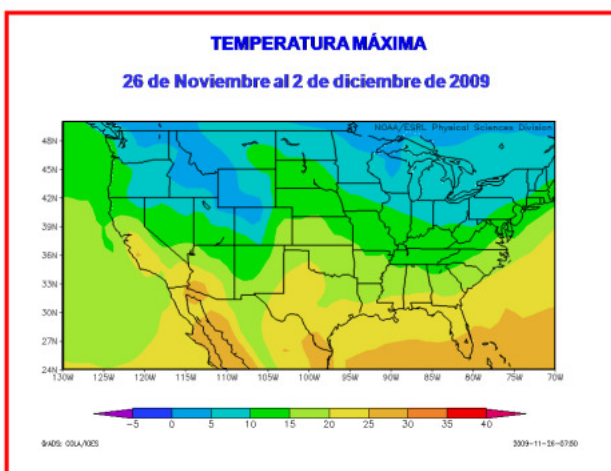 TEMPERATURA MÁXIMA
26 de Noviembre al 2 de diciembre de 2009
NOAA/ESRL Physical Sciences Division
48N
45N
42N
39N
36N
33N
30N
27N
24N
130W 125W 120W 115W 110W 105W 100W 95W 90W 85W 80W 75W 70W
-5 0 5 10 15 20 25 30 35 40
GrADS: COLA/IGES 2009-11-26-07:50